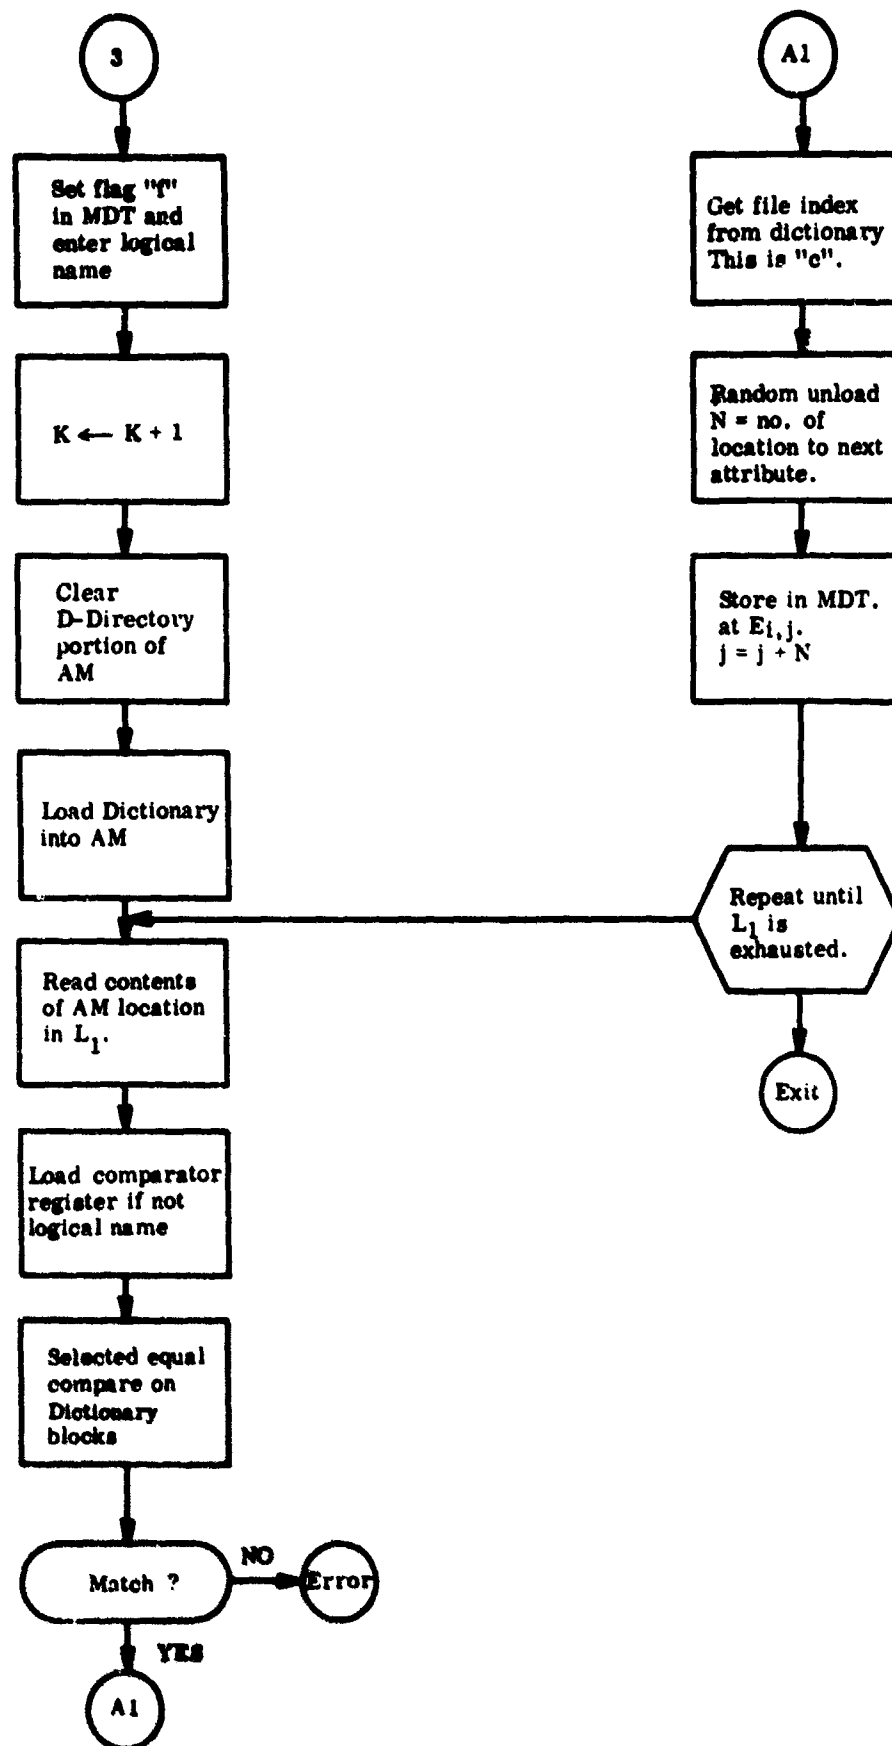 3
Set flag "f"
in MDT and
enter logical
name
K ← K + 1
Clear
D-Directory
portion of
AM
Load Dictionary
into AM
Read contents
of AM location
in L1.
Load comparator
register if not
logical name
Selected equal
compare on
Dictionary
blocks
Match ?
NO
Error
YES
A1
A1
Get file index
from dictionary
This is "c".
Random unload
N = no. of
location to next
attribute.
Store in MDT.
at Ei,j.
j = j + N
Repeat until
L1 is
exhausted.
Exit